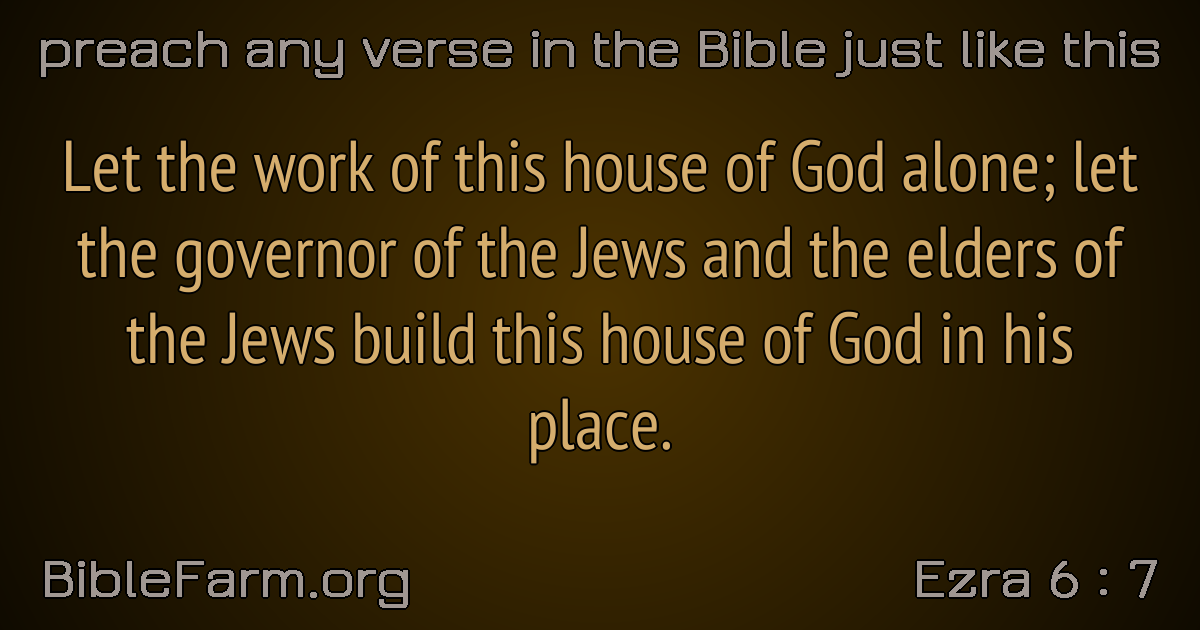 preach any verse in the Bible just like this
Let the work of this house of God alone; let
the governor of the Jews and the elders of
the Jews build this house of God in his
place.
BibleFarm.org
Ezra 6 : 7